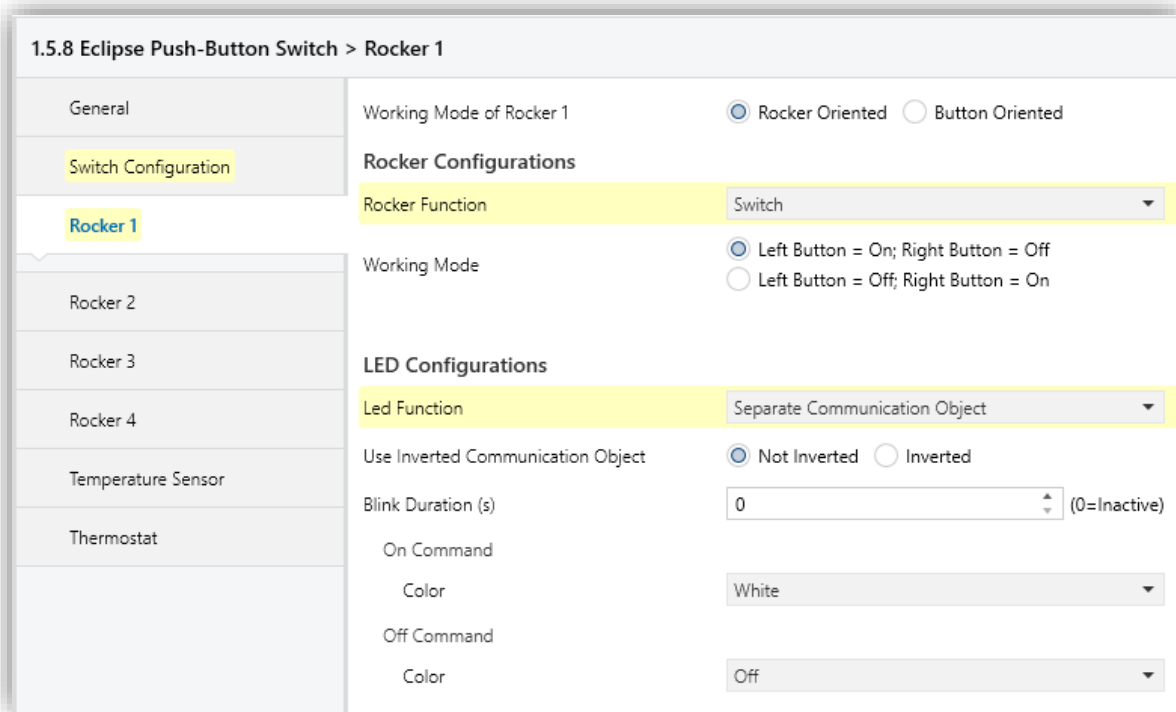 1.5.8 Eclipse Push-Button Switch > Rocker 1
General
Switch Configuration
Rocker 1
Rocker 2
Rocker 3
Rocker 4
Temperature Sensor
Thermostat
Working Mode of Rocker 1 Rocker Oriented Button Oriented
Rocker Configurations
Rocker Function Switch
Working Mode Left Button = On; Right Button = Off
Left Button = Off; Right Button = On
LED Configurations
Led Function Separate Communication Object
Use Inverted Communication Object Not Inverted Inverted
Blink Duration (s) 0 (0=Inactive)
On Command
Color White
Off Command
Color Off